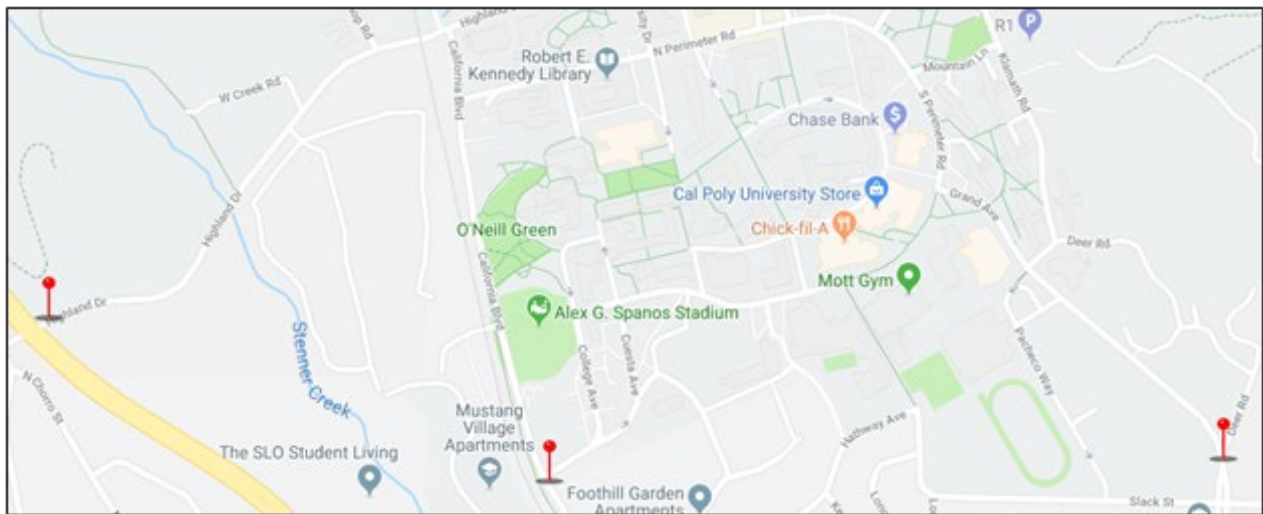 Highland
California Blvd
N Perimeter Rd
R1
Robert E.
Kennedy Library
Mountain Ln
Klamath Rd
W Creek Rd
Chase Bank
S Perimeter Rd
Highland Dr
Cal Poly University Store
Grand Ave
O'Neill Green
Chick-fil-A
Deer Rd
California Blvd
Mott Gym
Highland Dr
Alex G. Spanos Stadium
Stenner Creek
College Ave
Cuesta Ave
Pacheco Way
N Chorro St
Mustang
Village
Apartments
Hathway Ave
Deer Rd
The SLO Student Living
Foothill Garden
Apartments
Slack St